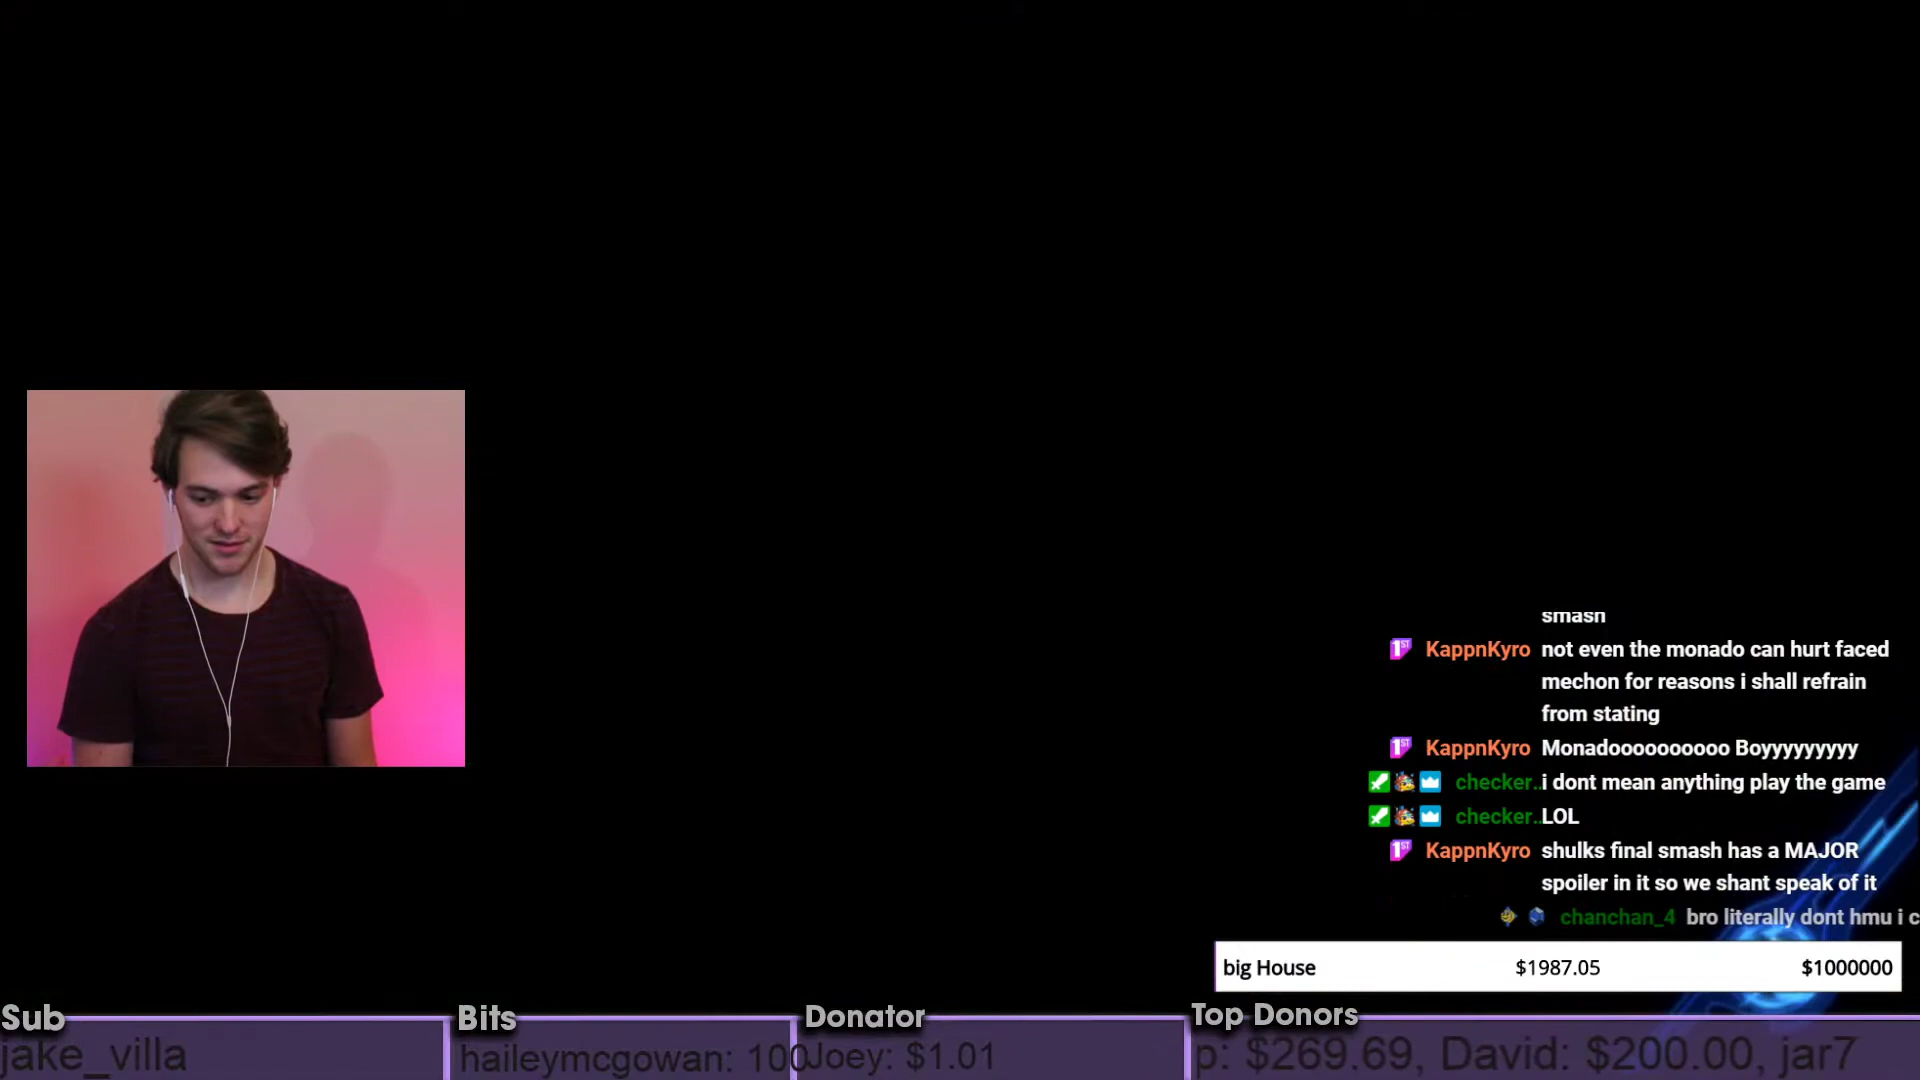 smash
KappnKyro not even the monado can hurt faced
mechon for reasons i shall refrain
from stating
KappnKyro Monadoooooooooo Boyyyyyyyyy
checker.. i dont mean anything play the game
checker.. LOL
KappnKyro shulks final smash has a MAJOR
spoiler in it so we shant speak of it
chanchan_4 bro literally dont hmu i c
big House $1987.05 $1000000
Sub Bits Donator Top Donors
jake_villa haileymcgowan: 100 Joey: $1.01 p: $269.69, David: $200.00, jar7